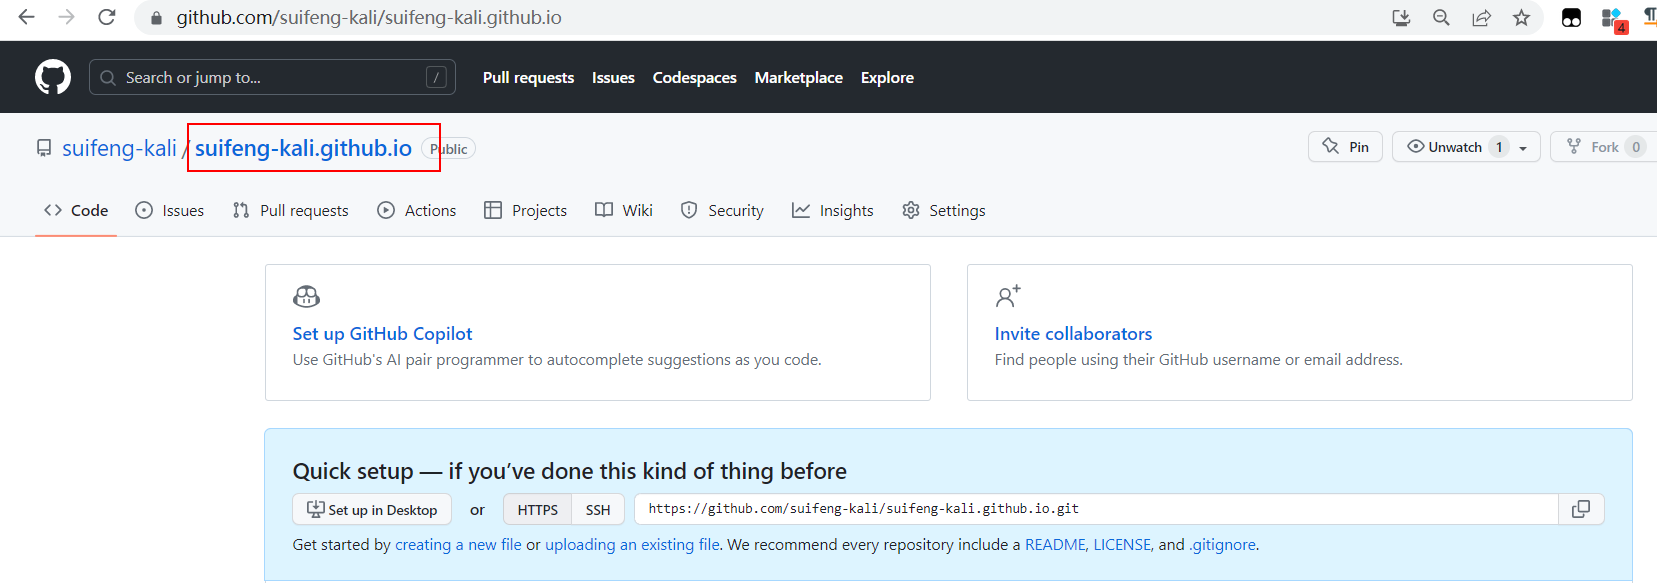 github.com/suifeng-kali/suifeng-kali.github.io
4
Search or jump to... /
Pull requests Issues Codespaces Marketplace Explore
suifeng-kali / suifeng-kali.github.io Public
Pin Unwatch 1 Fork 0
Code Issues Pull requests Actions Projects Wiki Security Insights Settings
Set up GitHub Copilot
Use GitHub's AI pair programmer to autocomplete suggestions as you code.
Invite collaborators
Find people using their GitHub username or email address.
Quick setup — if you’ve done this kind of thing before
Set up in Desktop or HTTPS SSH https://github.com/suifeng-kali/suifeng-kali.github.io.git
Get started by creating a new file or uploading an existing file. We recommend every repository include a README, LICENSE, and .gitignore.